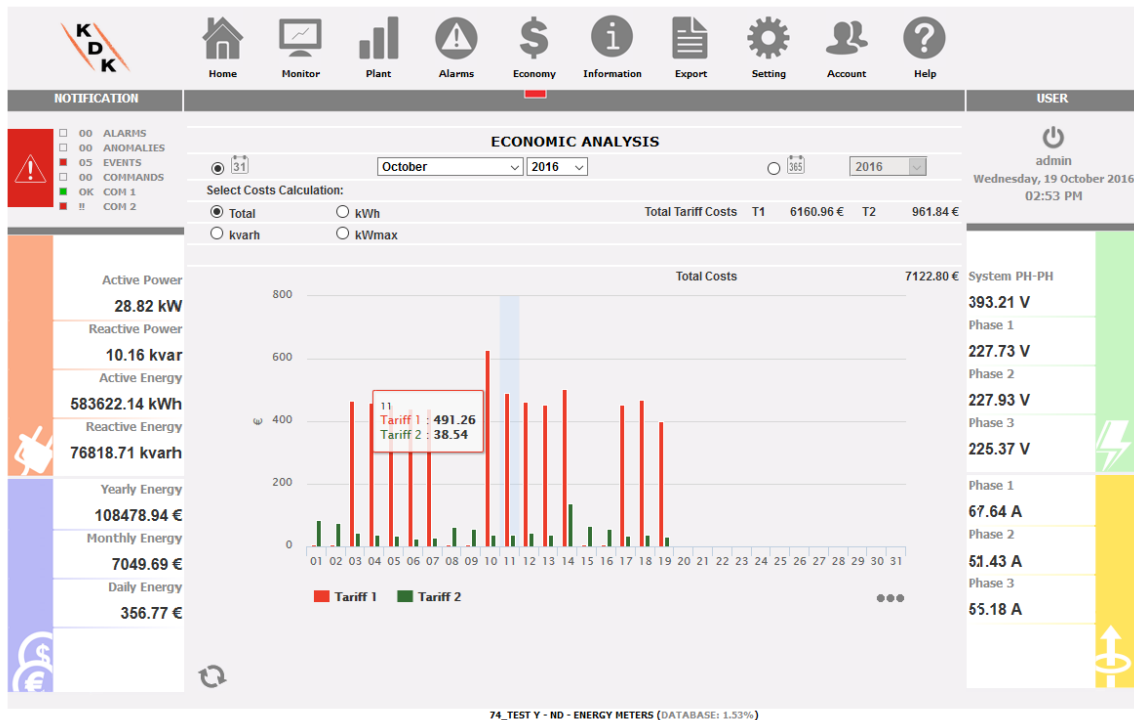 K
D
K
Home Monitor Plant Alarms Economy Information Export Setting Account Help
NOTIFICATION
USER
00 ALARMS
00 ANOMALIES
05 EVENTS
00 COMMANDS
OK COM 1
!! COM 2
ECONOMIC ANALYSIS
31 October 2016 365 2016
Select Costs Calculation:
Total kWh Total Tariff Costs T1 6160.96 € T2 961.84 €
kvarh kWmax
Total Costs 7122.80 €
admin
Wednesday, 19 October 2016
02:53 PM
Active Power
28.82 kW
Reactive Power
10.16 kvar
Active Energy
583622.14 kWh
Reactive Energy
76818.71 kvarh
Yearly Energy
108478.94 €
Monthly Energy
7049.69 €
Daily Energy
356.77 €
800
600
400
200
0
€
11
Tariff 1 : 491.26
Tariff 2 : 38.54
01 02 03 04 05 06 07 08 09 10 11 12 13 14 15 16 17 18 19 20 21 22 23 24 25 26 27 28 29 30 31
Tariff 1 Tariff 2
System PH-PH
393.21 V
Phase 1
227.73 V
Phase 2
227.93 V
Phase 3
225.37 V
Phase 1
67.64 A
Phase 2
51.43 A
Phase 3
55.18 A
74_TEST Y - ND - ENERGY METERS (DATABASE: 1.53%)